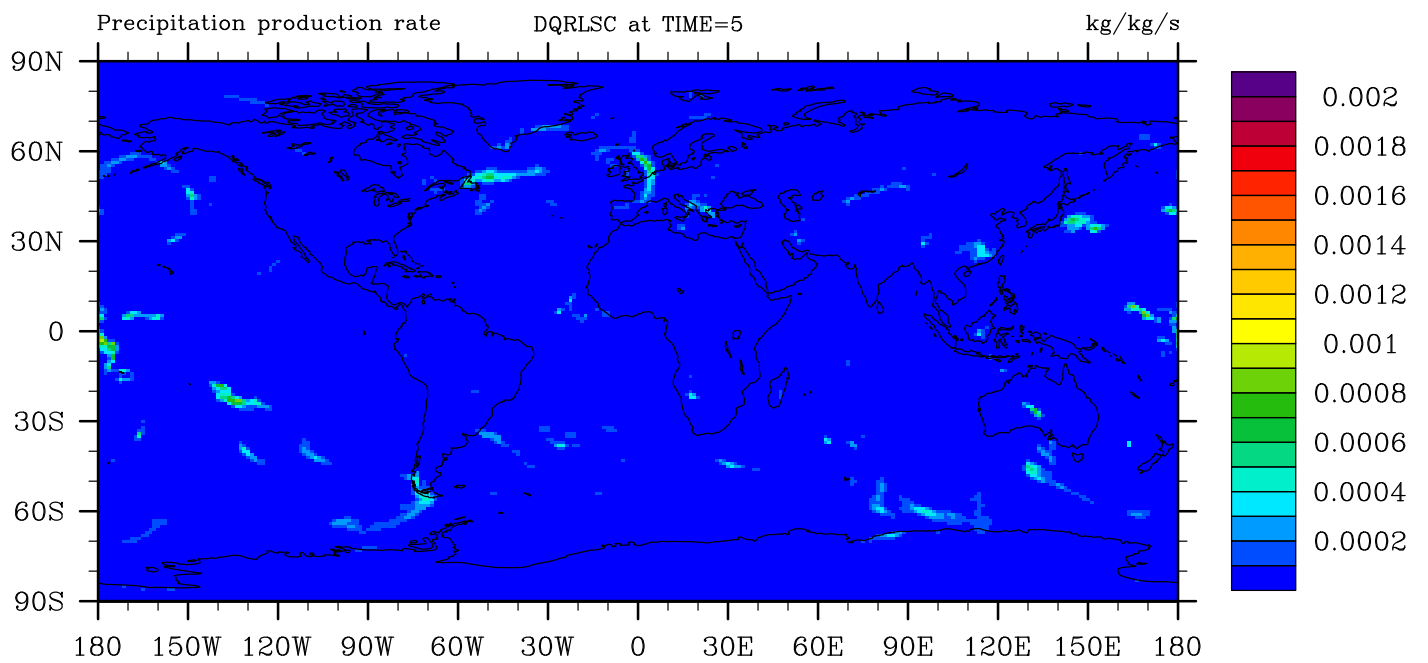 Precipitation production rate DQRLSC at TIME=5 kg/kg/s
90N
60N
30N
0
30S
60S
90S
180 150W 120W 90W 60W 30W 0 30E 60E 90E 120E 150E 180
0.002
0.0018
0.0016
0.0014
0.0012
0.001
0.0008
0.0006
0.0004
0.0002